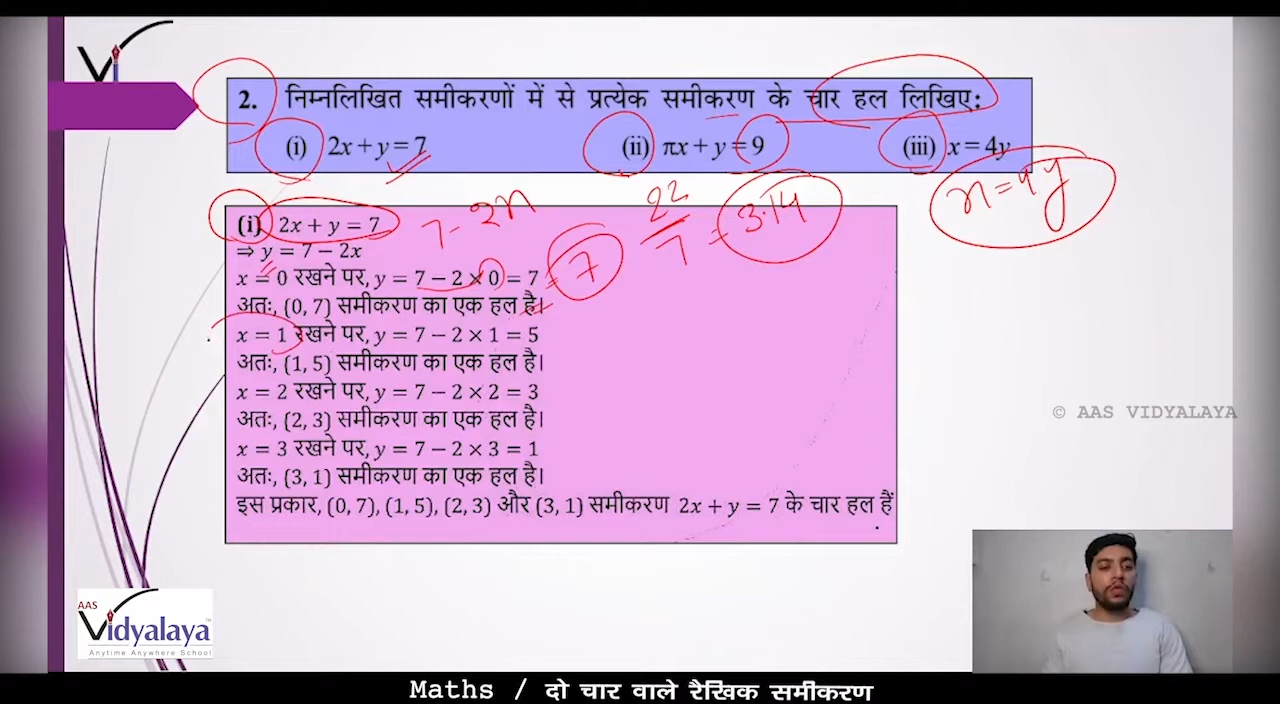 2. निम्नलिखित समीकरणों में से प्रत्येक समीकरण के चार हल लिखिए:
(i) 2x + y = 7 (ii) πx + y = 9 (iii) x = 4y
x = 4y
(i) 2x + y = 7
7 - 2x
22/7 = 3.14
⇒ y = 7 − 2x
x = 0 रखने पर, y = 7 − 2 × 0 = 7 = 7
अतः, (0, 7) समीकरण का एक हल है।
x = 1 रखने पर, y = 7 − 2 × 1 = 5
अतः, (1, 5) समीकरण का एक हल है।
x = 2 रखने पर, y = 7 − 2 × 2 = 3
अतः, (2, 3) समीकरण का एक हल है।
x = 3 रखने पर, y = 7 − 2 × 3 = 1
अतः, (3, 1) समीकरण का एक हल है।
इस प्रकार, (0, 7), (1, 5), (2, 3) और (3, 1) समीकरण 2x + y = 7 के चार हल हैं
© AAS VIDYALAYA
AAS
Vidyalaya
Anytime Anywhere School
Maths / दो चार वाले रैखिक समीकरण